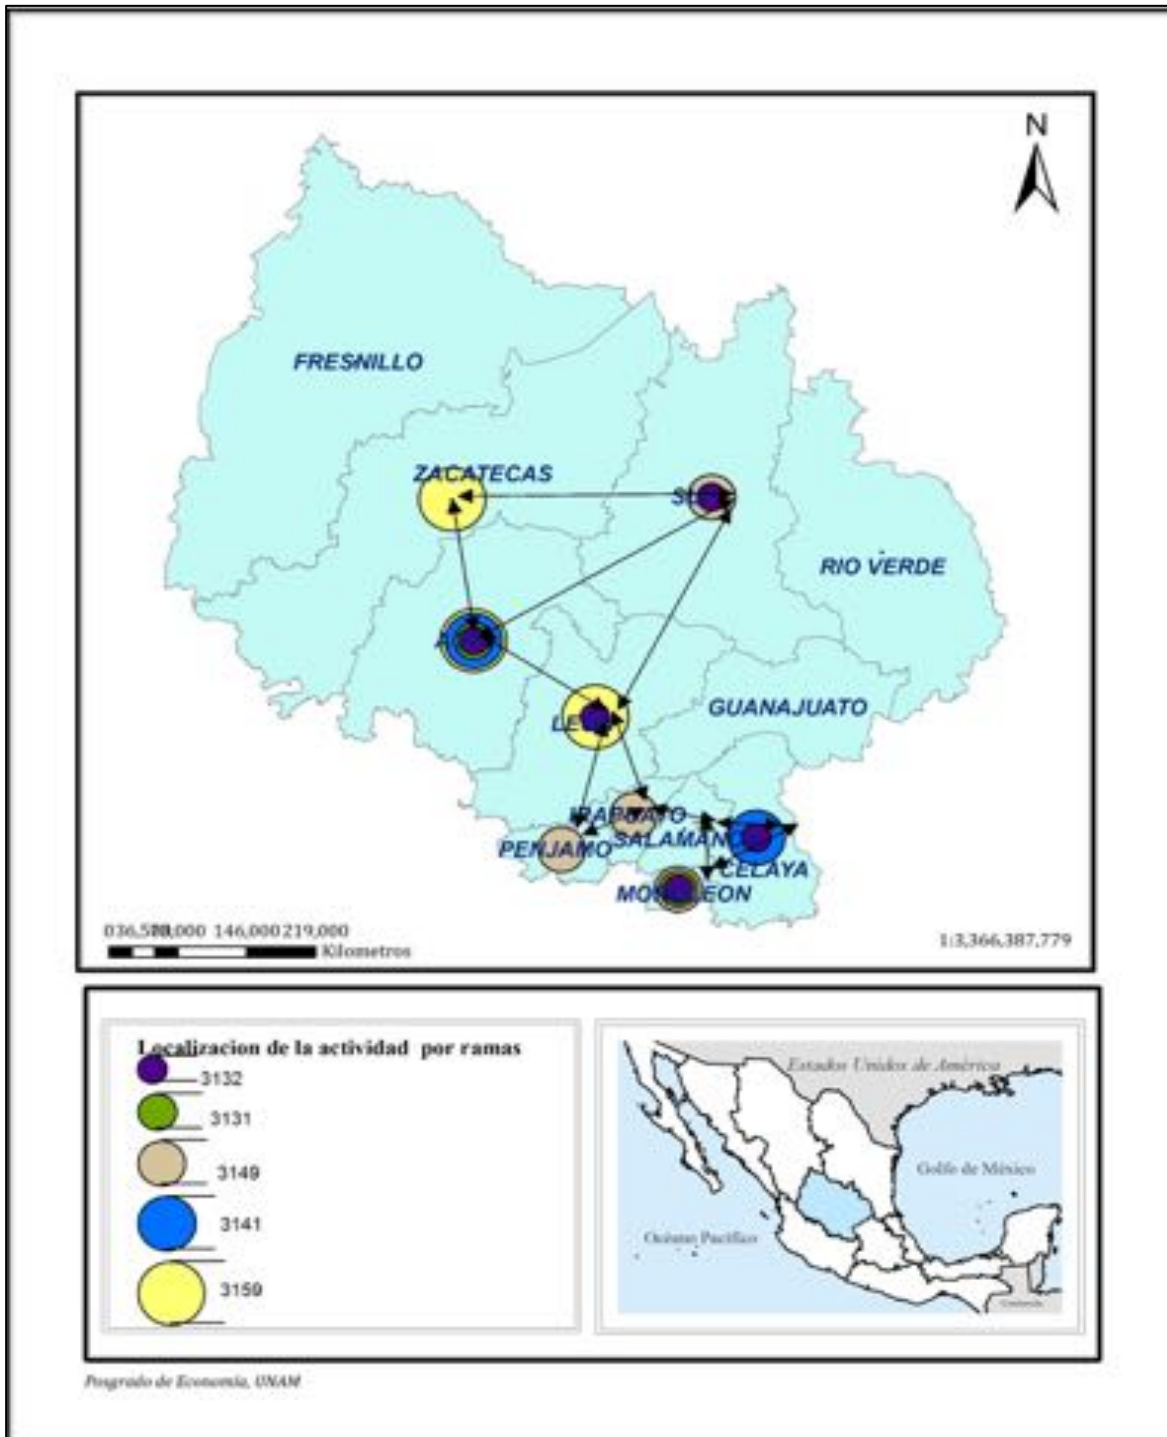 N
FRESNILLO
ZACATECAS
RIO VERDE
GUANAJUATO
IRAPUATO
PENJAMO
CELAYA
146,000 219,000
Kilometros
1:3,366,387,779
Localizacion de la actividad por ramas
3132
3131
3149
3141
3159
Estados Unidos de América
Golfo de México
Océano Pacífico
Posgrado de Economía, UNAM